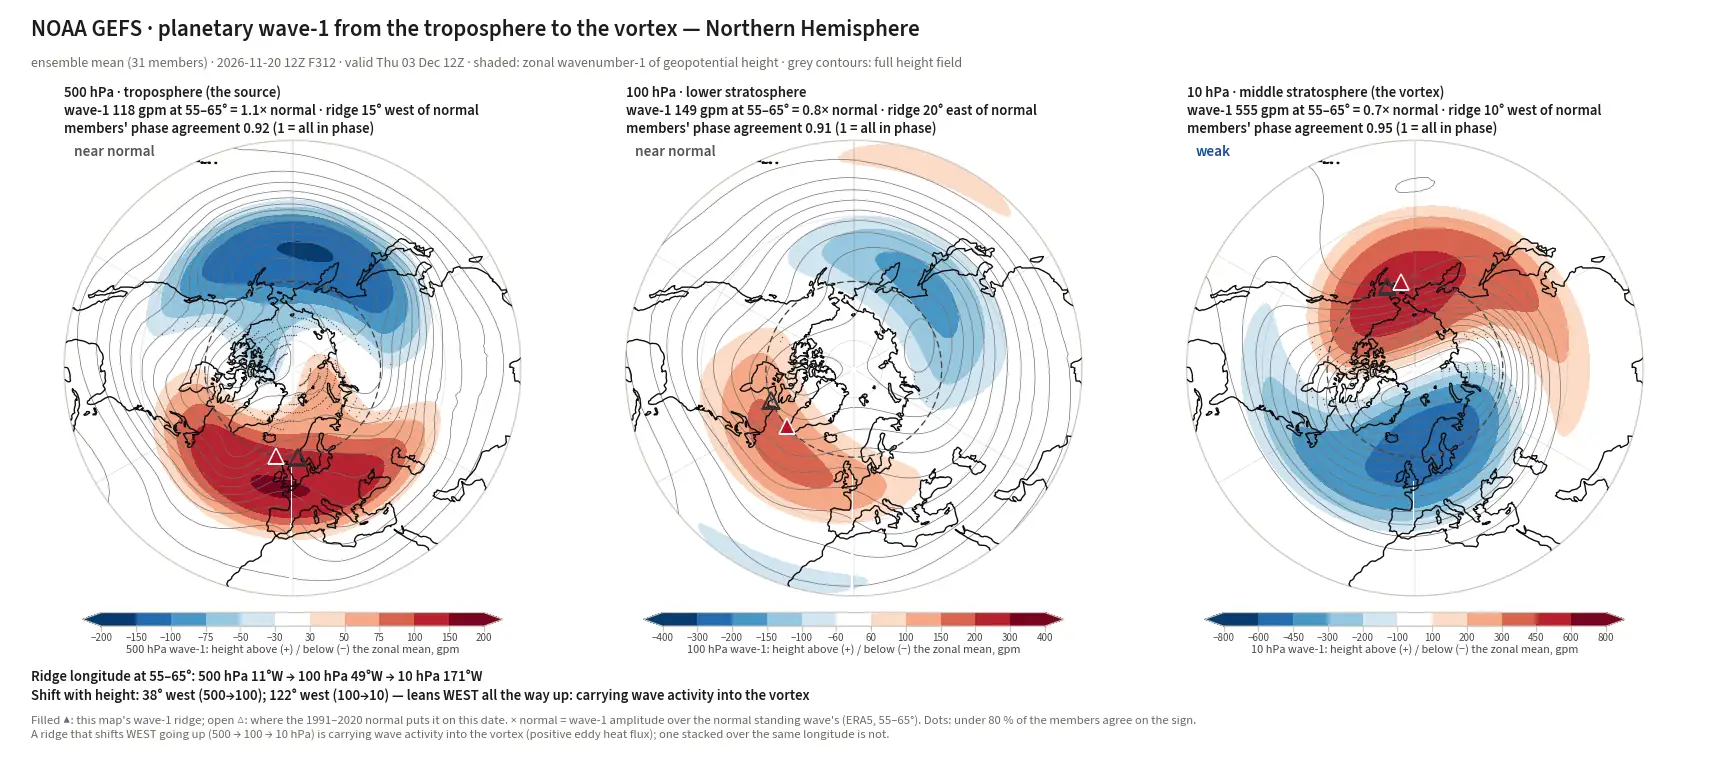 NOAA GEFS · planetary wave-1 from the troposphere to the vortex — Northern Hemisphere
ensemble mean (31 members) · 2026-11-20 12Z F312 · valid Thu 03 Dec 12Z · shaded: zonal wavenumber-1 of geopotential height · grey contours: full height field
500 hPa · troposphere (the source)
wave-1 118 gpm at 55–65° = 1.1× normal · ridge 15° west of normal
members' phase agreement 0.92 (1 = all in phase)
near normal
100 hPa · lower stratosphere
wave-1 149 gpm at 55–65° = 0.8× normal · ridge 20° east of normal
members' phase agreement 0.91 (1 = all in phase)
near normal
10 hPa · middle stratosphere (the vortex)
wave-1 555 gpm at 55–65° = 0.7× normal · ridge 10° west of normal
members' phase agreement 0.95 (1 = all in phase)
weak
−200 −150 −100 −75 −50 −30 30 50 75 100 150 200
500 hPa wave-1: height above (+) / below (−) the zonal mean, gpm
−400 −300 −200 −150 −100 −60 60 100 150 200 300 400
100 hPa wave-1: height above (+) / below (−) the zonal mean, gpm
−800 −600 −450 −300 −200 −100 100 200 300 450 600 800
10 hPa wave-1: height above (+) / below (−) the zonal mean, gpm
Ridge longitude at 55–65°: 500 hPa 11°W → 100 hPa 49°W → 10 hPa 171°W
Shift with height: 38° west (500→100); 122° west (100→10) — leans WEST all the way up: carrying wave activity into the vortex
Filled ▲: this map's wave-1 ridge; open △: where the 1991–2020 normal puts it on this date. × normal = wave-1 amplitude over the normal standing wave's (ERA5, 55–65°). Dots: under 80 % of the members agree on the sign.
A ridge that shifts WEST going up (500 → 100 → 10 hPa) is carrying wave activity into the vortex (positive eddy heat flux); one stacked over the same longitude is not.